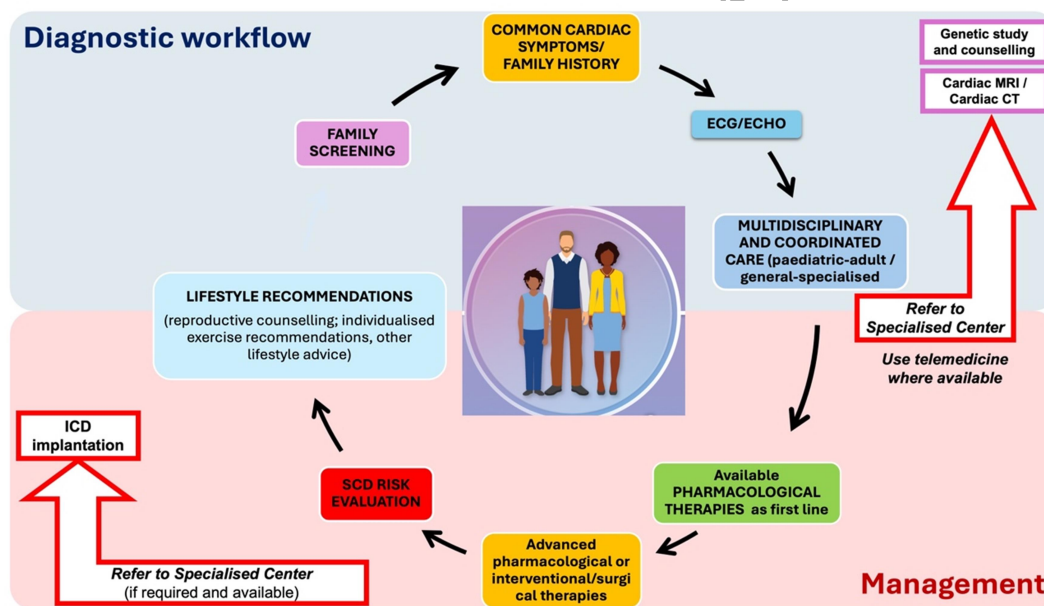 Diagnostic workflow
COMMON CARDIAC
SYMPTOMS/
FAMILY HISTORY
Genetic study
and counselling
Cardiac MRI /
Cardiac CT
ECG/ECHO
FAMILY
SCREENING
MULTIDISCIPLINARY
AND COORDINATED
CARE (paediatric-adult /
general-specialised
LIFESTYLE RECOMMENDATIONS
(reproductive counselling; individualised
exercise recommendations, other
lifestyle advice)
Refer to
Specialised Center
Use telemedicine
where available
ICD
implantation
SCD RISK
EVALUATION
Available
PHARMACOLOGICAL
THERAPIES as first line
Advanced
pharmacological or
interventional/surgi
cal therapies
Refer to Specialised Center
(if required and available)
Management